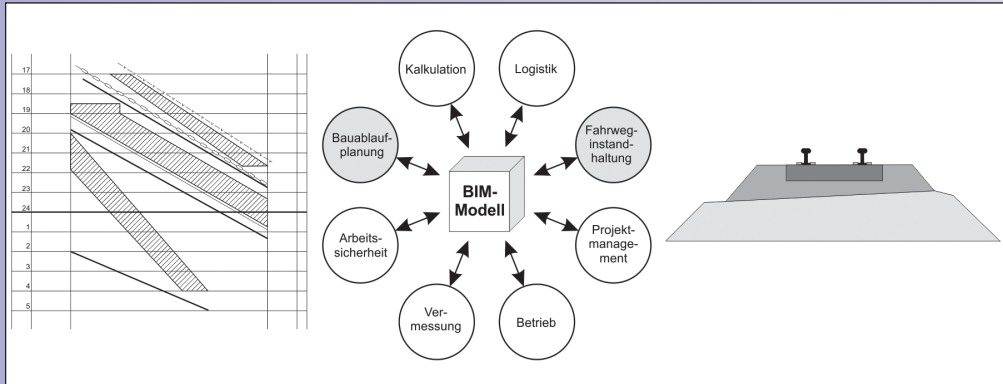 17
18
19
20
21
22
23
24
1
2
3
4
5
Kalkulation
Logistik
Bauablauf-
planung
Fahrweg-
instand-
haltung
BIM-
Modell
Arbeits-
sicherheit
Projekt-
manage-
ment
Ver-
messung
Betrieb